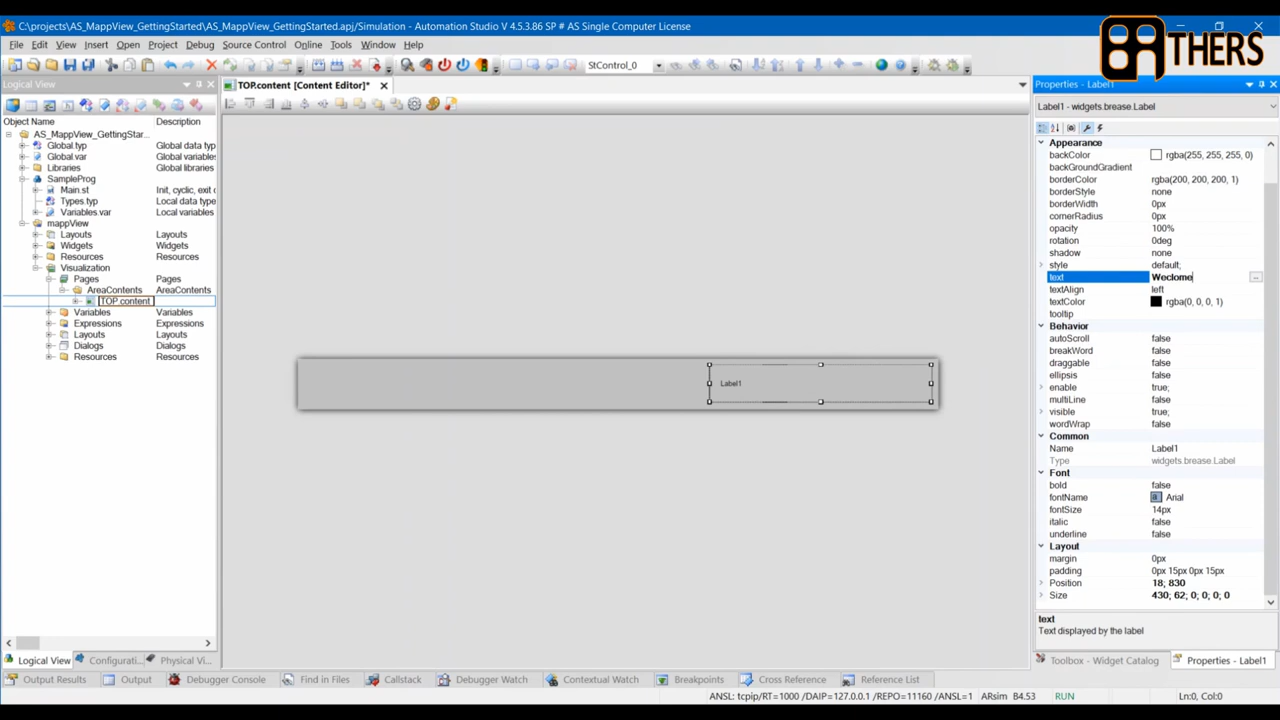 C:\projects\AS_MappView_GettingStarted\AS_MappView_GettingStarted.apj/Simulation - Automation Studio V 4.5.3.86 SP # AS Single Computer License
THERS
File Edit View Insert Open Project Debug Source Control Online Tools Window Help
StControl_0
Logical View
TOP.content [Content Editor]*
Properties - Label1
Object Name Description
AS_MappView_GettingStar...
Global.typ Global data typ
Global.var Global variables
Libraries Global libraries
SampleProg
Main.st Init, cyclic, exit c
Types.typ Local data type
Variables.var Local variables
mappView
Layouts Layouts
Widgets Widgets
Resources Resources
Visualization
Pages Pages
AreaContents AreaContents
TOP.content
Variables Variables
Expressions Expressions
Layouts Layouts
Dialogs Dialogs
Resources Resources
Label1
Label1 - widgets.brease.Label
Appearance
backColor rgba(255, 255, 255, 0)
backGroundGradient
borderColor rgba(200, 200, 200, 1)
borderStyle none
borderWidth 0px
cornerRadius 0px
opacity 100%
rotation 0deg
shadow none
style default;
text Weclome
textAlign left
textColor rgba(0, 0, 0, 1)
tooltip
Behavior
autoScroll false
breakWord false
draggable false
ellipsis false
enable true;
multiLine false
visible true;
wordWrap false
Common
Name Label1
Type widgets.brease.Label
Font
bold false
fontName Arial
fontSize 14px
italic false
underline false
Layout
margin 0px
padding 0px 15px 0px 15px
Position 18; 830
Size 430; 62; 0; 0; 0; 0
text
Text displayed by the label
Logical View Configurati... Physical Vi...
Toolbox - Widget Catalog Properties - Label1
Output Results Output Debugger Console Find in Files Callstack Debugger Watch Contextual Watch Breakpoints Cross Reference Reference List
ANSL: tcpip/RT=1000 /DAIP=127.0.0.1 /REPO=11160 /ANSL=1 ARsim B4.53 RUN Ln:0, Col:0